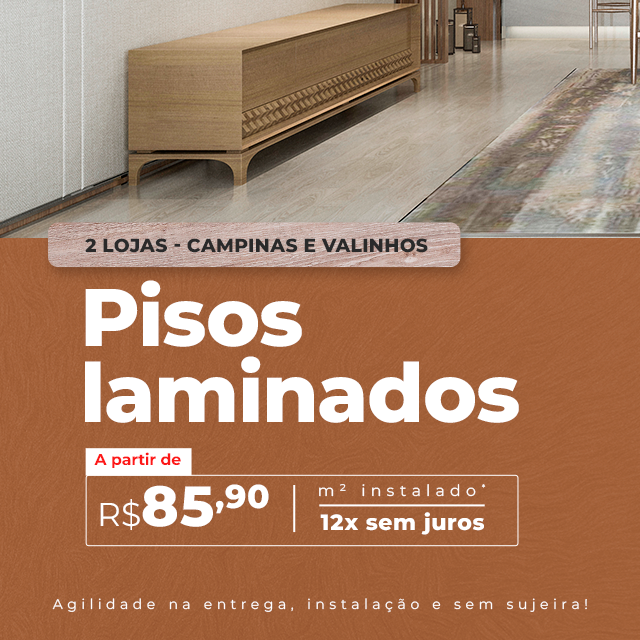 2 LOJAS - CAMPINAS E VALINHOS
Pisos
laminados
A partir de
R$85,90
m² instalado*
12x sem juros
Agilidade na entrega, instalação e sem sujeira!